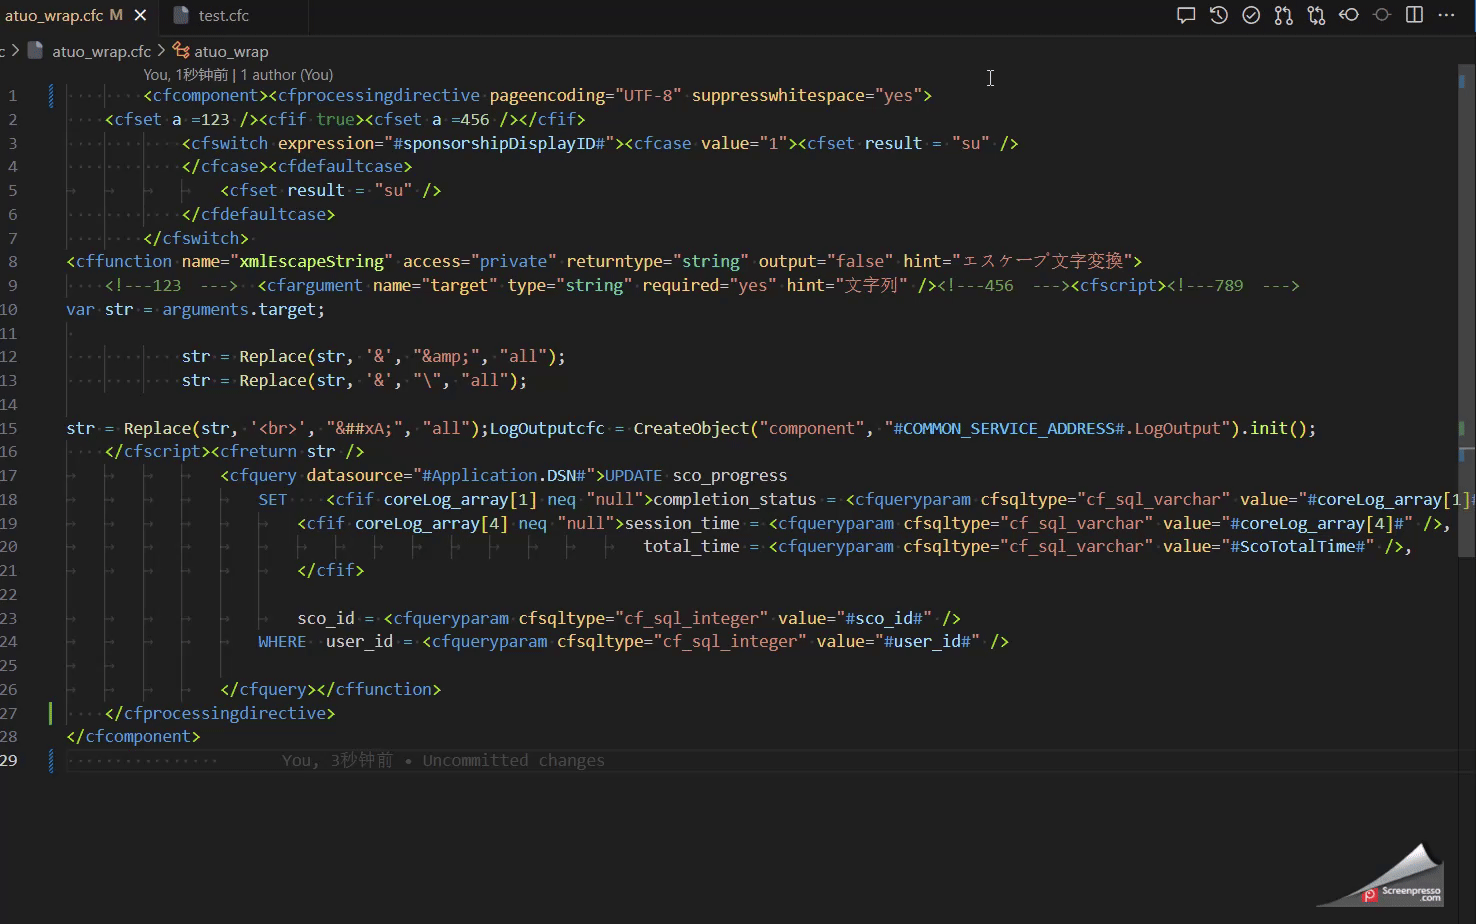 atuo_wrap.cfc M
test.cfc
c > atuo_wrap.cfc > atuo_wrap
You, 1秒钟前 | 1 author (You)
1 <cfcomponent><cfprocessingdirective pageencoding="UTF-8" suppresswhitespace="yes">
2 <cfset a =123 /><cfif true><cfset a =456 /></cfif>
3 <cfswitch expression="#sponsorshipDisplayID#"><cfcase value="1"><cfset result = "su" />
4 </cfcase><cfdefaultcase>
5 <cfset result = "su" />
6 </cfdefaultcase>
7 </cfswitch>
8 <cffunction name="xmlEscapeString" access="private" returntype="string" output="false" hint="エスケープ文字変換">
9 <!---123 ---> <cfargument name="target" type="string" required="yes" hint="文字列" /><!---456 ---><cfscript><!---789 --->
10 var str = arguments.target;
11
12 str = Replace(str, '&', "&amp;", "all");
13 str = Replace(str, '&', "\", "all");
14
15 str = Replace(str, '<br>', "&##xA;", "all");LogOutputcfc = CreateObject("component", "#COMMON_SERVICE_ADDRESS#.LogOutput").init();
16 </cfscript><cfreturn str />
17 <cfquery datasource="#Application.DSN#">UPDATE sco_progress
18 SET <cfif coreLog_array[1] neq "null">completion_status = <cfqueryparam cfsqltype="cf_sql_varchar" value="#coreLog_array[1]#
19 <cfif coreLog_array[4] neq "null">session_time = <cfqueryparam cfsqltype="cf_sql_varchar" value="#coreLog_array[4]#" />,
20 total_time = <cfqueryparam cfsqltype="cf_sql_varchar" value="#ScoTotalTime#" />,
21 </cfif>
22
23 sco_id = <cfqueryparam cfsqltype="cf_sql_integer" value="#sco_id#" />
24 WHERE user_id = <cfqueryparam cfsqltype="cf_sql_integer" value="#user_id#" />
25
26 </cfquery></cffunction>
27 </cfprocessingdirective>
28 </cfcomponent>
29 You, 3秒钟前 • Uncommitted changes
Screenpresso
.com